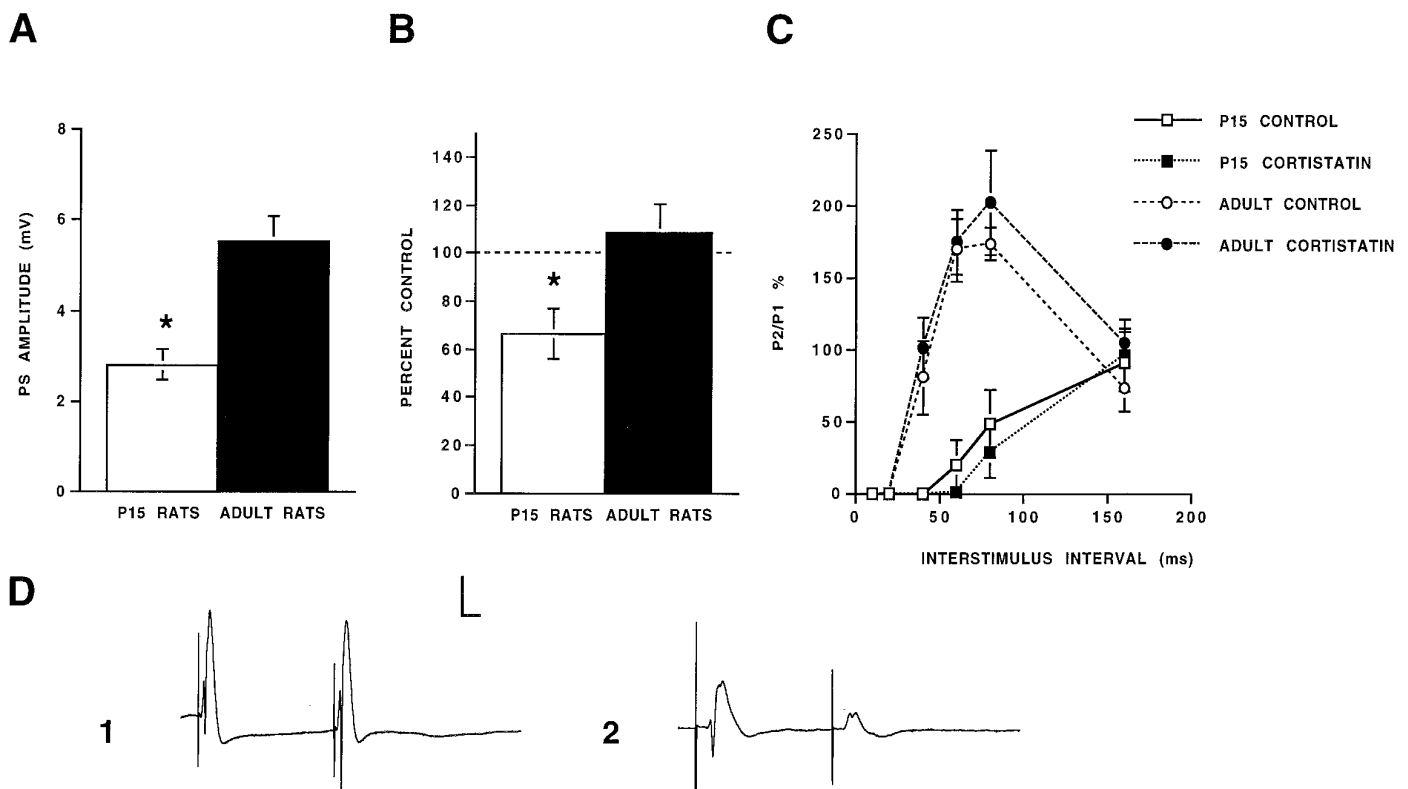 A
PS AMPLITUDE (mV)
8
6
4
2
0
*
P15 RATS ADULT RATS
B
PERCENT CONTROL
140
120
100
80
60
40
20
0
*
P15 RATS ADULT RATS
C
P2/P1 %
250
200
150
100
50
0
0 50 100 150 200
INTERSTIMULUS INTERVAL (ms)
P15 CONTROL
P15 CORTISTATIN
ADULT CONTROL
ADULT CORTISTATIN
D
1
2